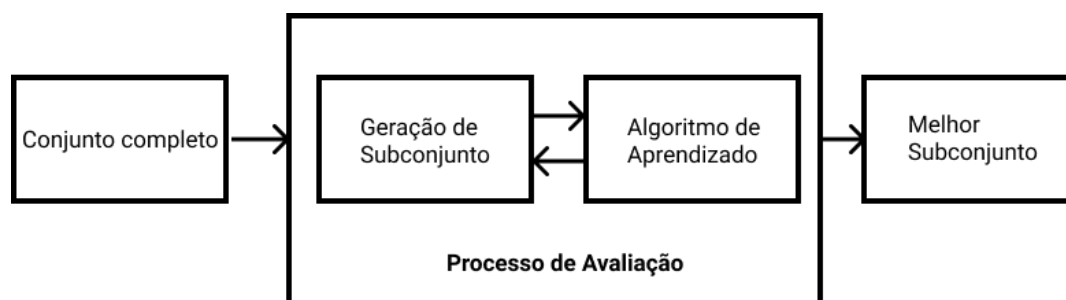 Conjunto completo
Geração de
Subconjunto
Algoritmo de
Aprendizado
Melhor
Subconjunto
Processo de Avaliação